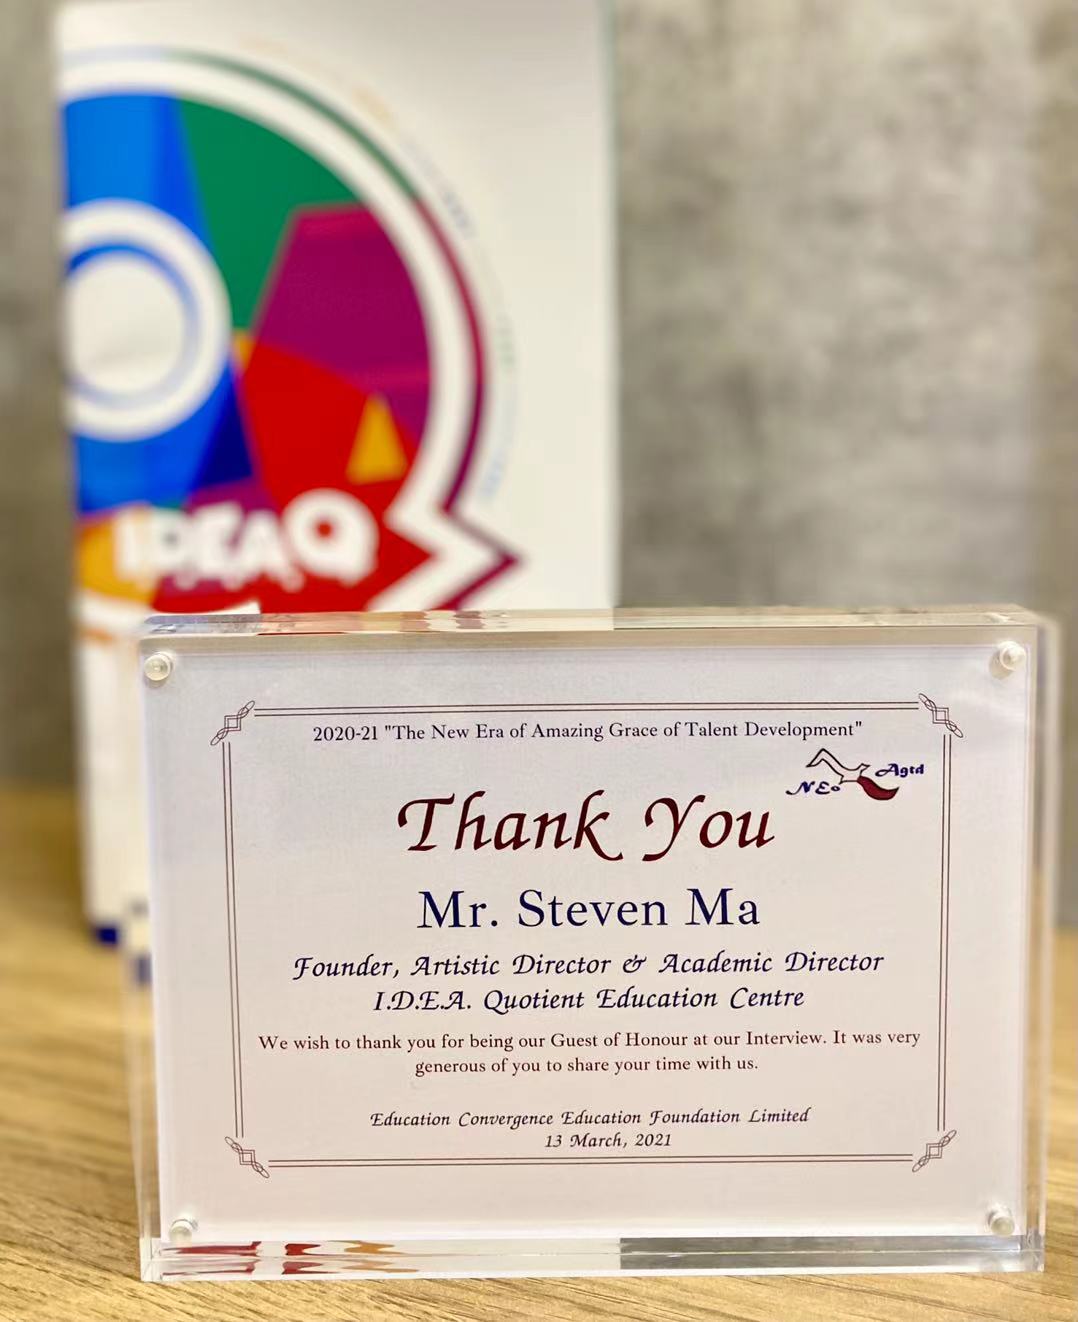 IDEAQ
2020-21 "The New Era of Amazing Grace of Talent Development"
NEo Agtd
Thank You
Mr. Steven Ma
Founder, Artistic Director & Academic Director
I.D.E.A. Quotient Education Centre
We wish to thank you for being our Guest of Honour at our Interview. It was very
generous of you to share your time with us.
Education Convergence Education Foundation Limited
13 March, 2021